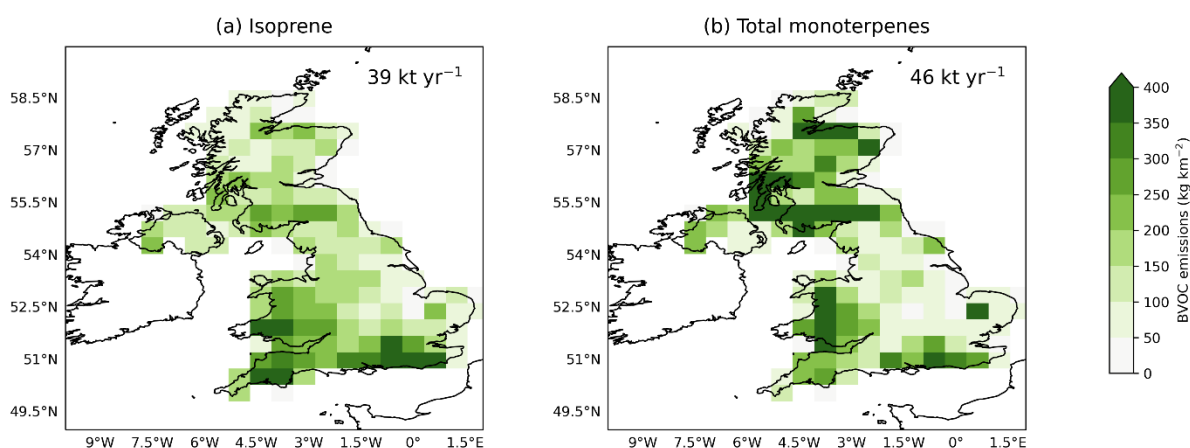 (a) Isoprene
(b) Total monoterpenes
39 kt yr⁻¹
46 kt yr⁻¹
58.5°N
57°N
55.5°N
54°N
52.5°N
51°N
49.5°N
9°W 7.5°W 6°W 4.5°W 3°W 1.5°W 0° 1.5°E
58.5°N
57°N
55.5°N
54°N
52.5°N
51°N
49.5°N
9°W 7.5°W 6°W 4.5°W 3°W 1.5°W 0° 1.5°E
400
350
300
250
200
150
100
50
0
BVOC emissions (kg km⁻²)